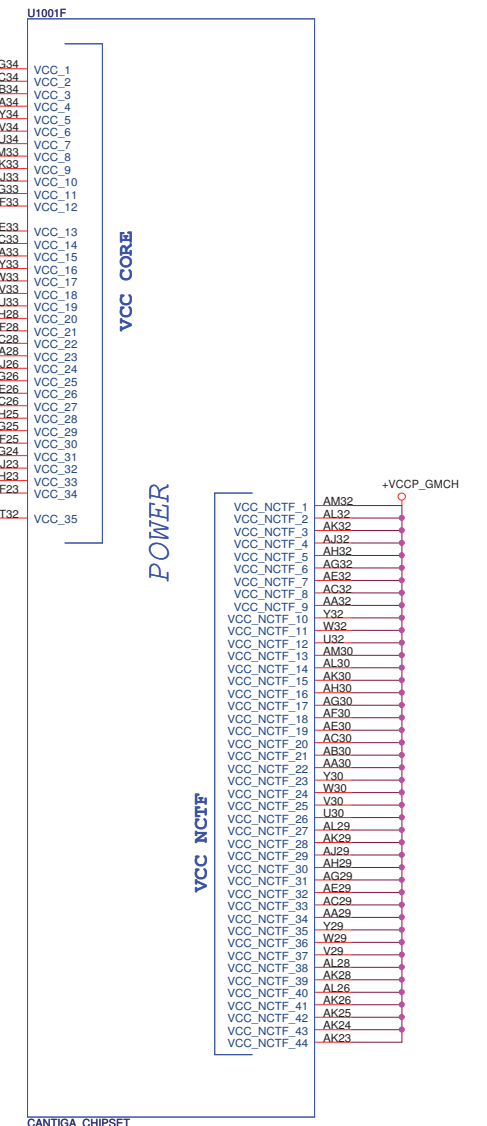 U1001F
G34 VCC_1
C34 VCC_2
B34 VCC_3
A34 VCC_4
Y34 VCC_5
V34 VCC_6
U34 VCC_7
M33 VCC_8
K33 VCC_9
J33 VCC_10
G33 VCC_11
F33 VCC_12
E33 VCC_13
C33 VCC_14
A33 VCC_15
Y33 VCC_16
W33 VCC_17
V33 VCC_18
U33 VCC_19
H28 VCC_20
F28 VCC_21
C28 VCC_22
A28 VCC_23
J26 VCC_24
G26 VCC_25
E26 VCC_26
C26 VCC_27
H25 VCC_28
G25 VCC_29
F25 VCC_30
G24 VCC_31
J23 VCC_32
H23 VCC_33
F23 VCC_34
T32 VCC_35
VCC CORE
POWER
+VCCP_GMCH
VCC_NCTF_1 AM32
VCC_NCTF_2 AL32
VCC_NCTF_3 AK32
VCC_NCTF_4 AJ32
VCC_NCTF_5 AH32
VCC_NCTF_6 AG32
VCC_NCTF_7 AE32
VCC_NCTF_8 AC32
VCC_NCTF_9 AA32
VCC_NCTF_10 Y32
VCC_NCTF_11 W32
VCC_NCTF_12 U32
VCC_NCTF_13 AM30
VCC_NCTF_14 AL30
VCC_NCTF_15 AK30
VCC_NCTF_16 AH30
VCC_NCTF_17 AG30
VCC_NCTF_18 AF30
VCC_NCTF_19 AE30
VCC_NCTF_20 AC30
VCC_NCTF_21 AB30
VCC_NCTF_22 AA30
VCC_NCTF_23 Y30
VCC_NCTF_24 W30
VCC_NCTF_25 V30
VCC_NCTF_26 U30
VCC_NCTF_27 AL29
VCC_NCTF_28 AK29
VCC_NCTF_29 AJ29
VCC_NCTF_30 AH29
VCC_NCTF_31 AG29
VCC_NCTF_32 AE29
VCC_NCTF_33 AC29
VCC_NCTF_34 AA29
VCC_NCTF_35 Y29
VCC_NCTF_36 W29
VCC_NCTF_37 V29
VCC_NCTF_38 AL28
VCC_NCTF_39 AK28
VCC_NCTF_40 AL26
VCC_NCTF_41 AK26
VCC_NCTF_42 AK25
VCC_NCTF_43 AK24
VCC_NCTF_44 AK23
VCC NCTF
CANTIGA_CHIPSET